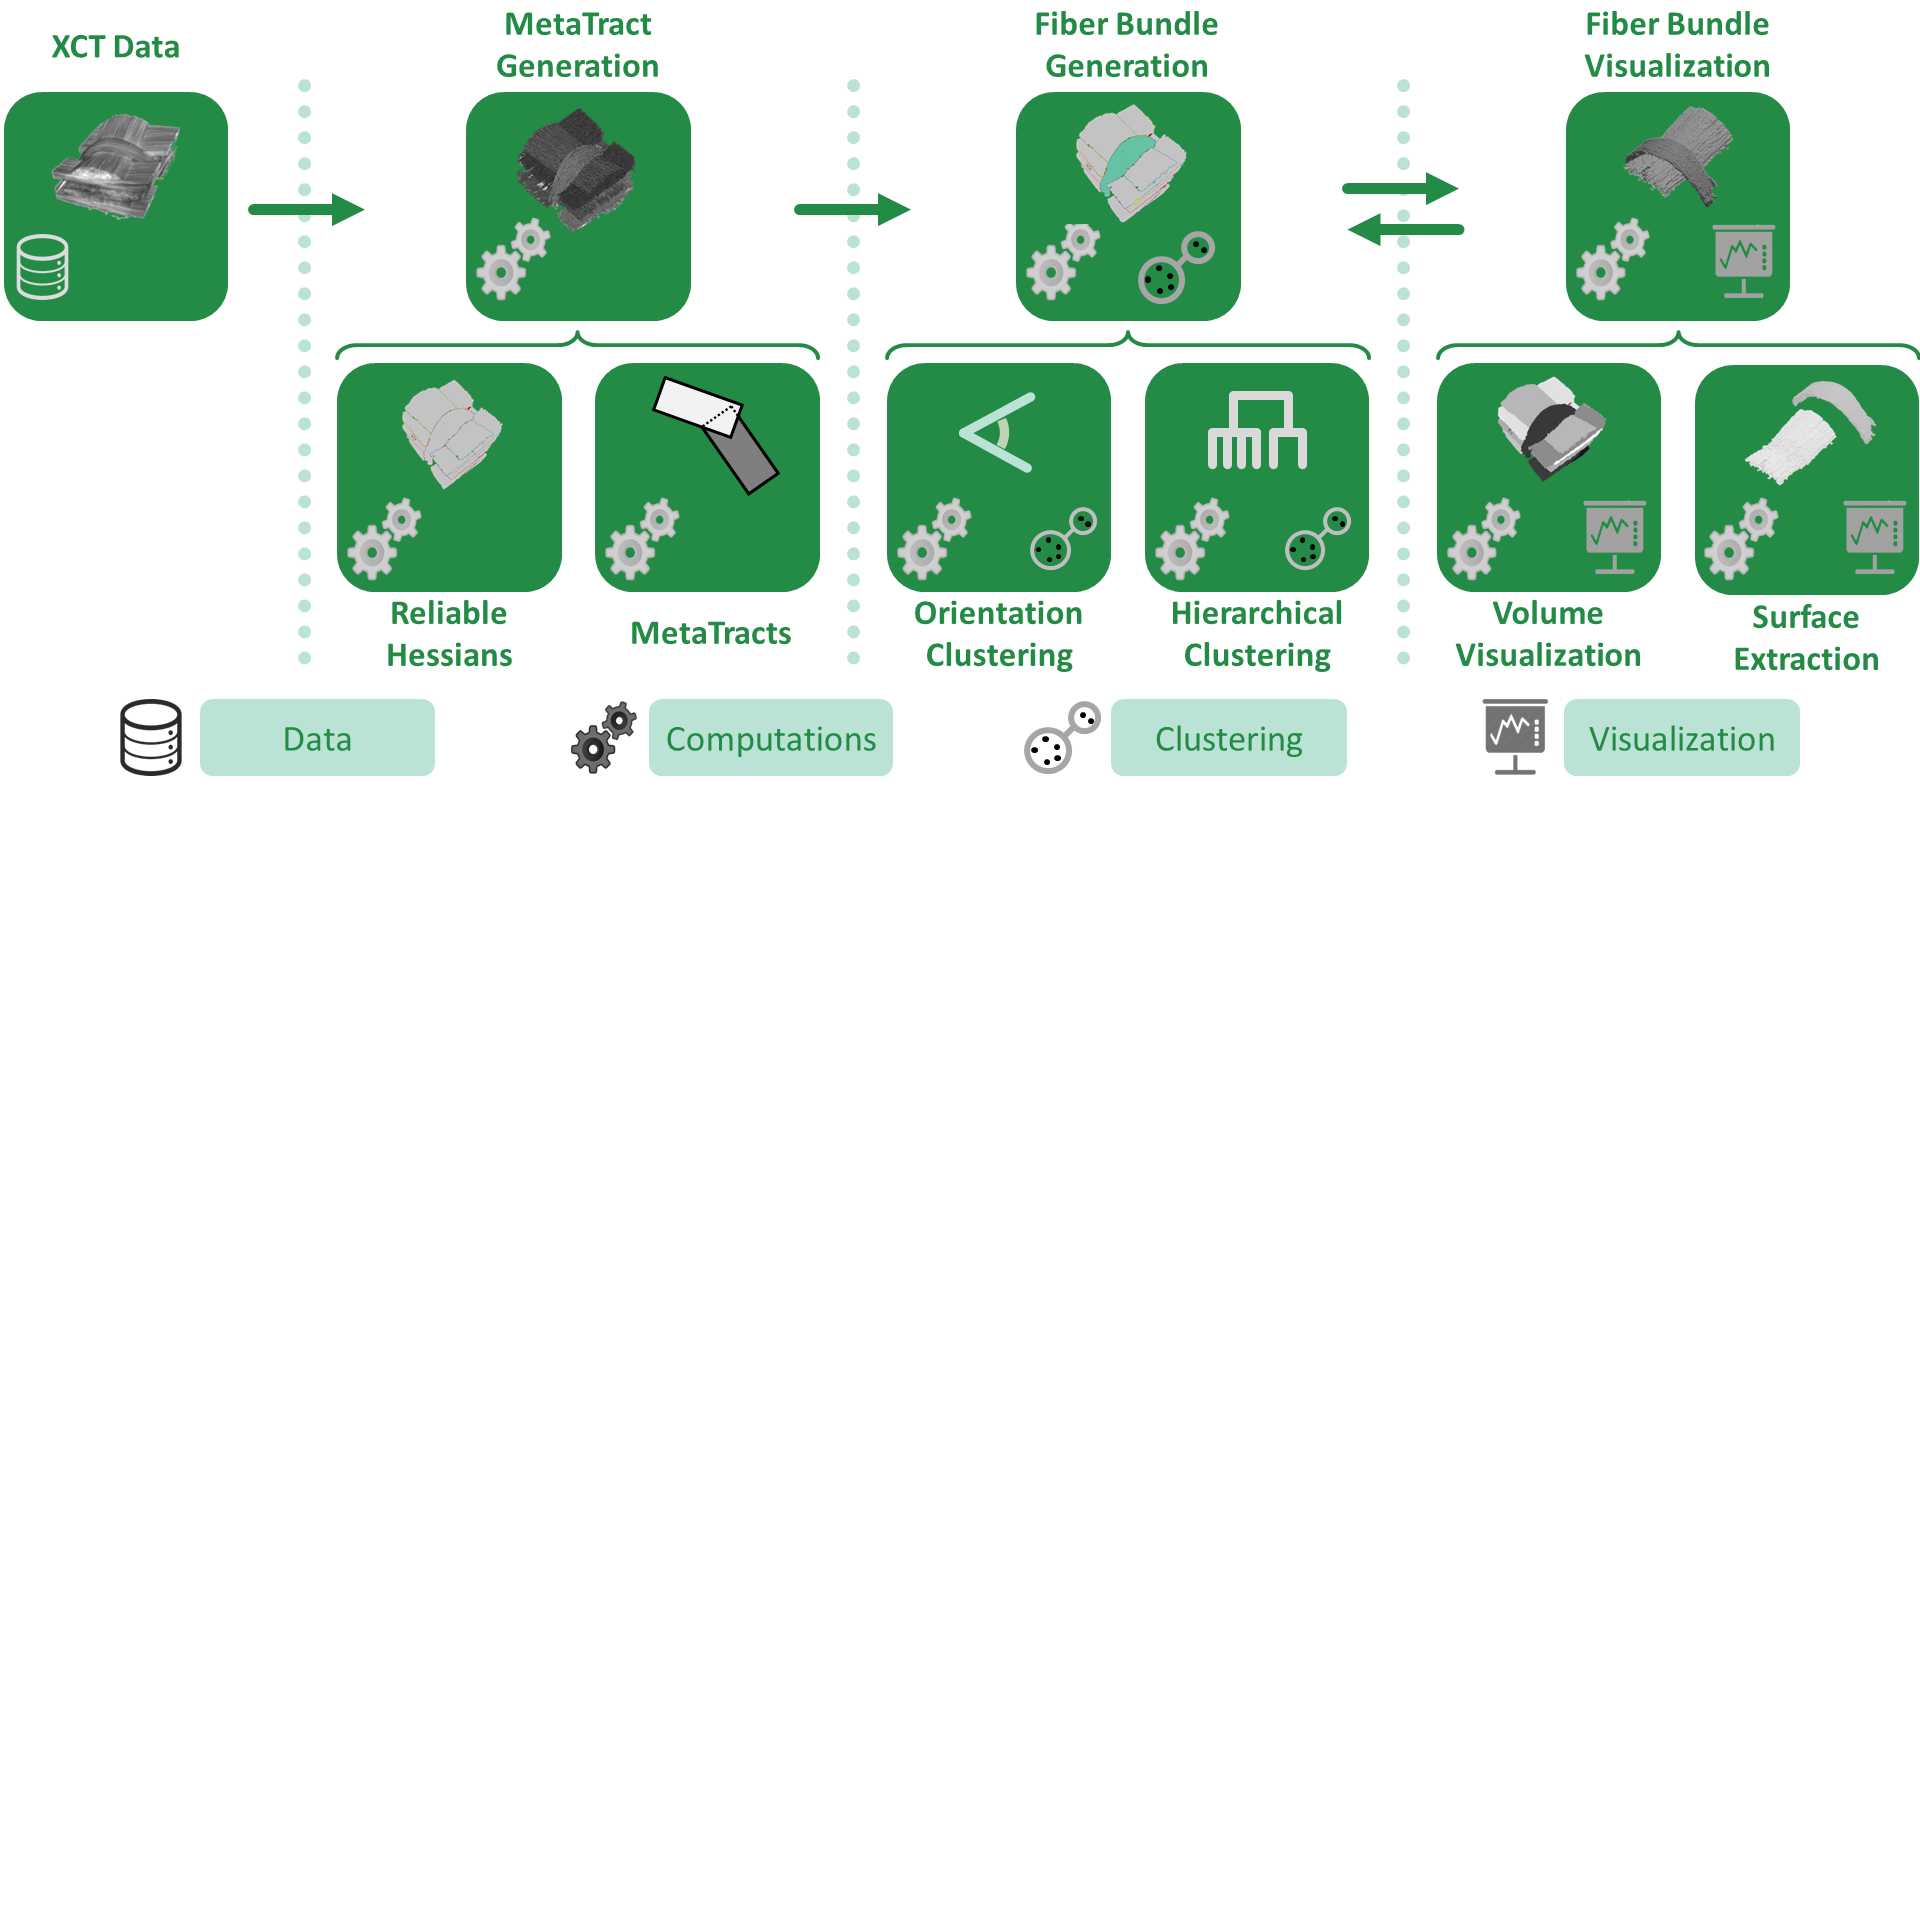 XCT Data
MetaTract
Generation
Fiber Bundle
Generation
Fiber Bundle
Visualization
Reliable
Hessians
MetaTracts
Orientation
Clustering
Hierarchical
Clustering
Volume
Visualization
Surface
Extraction
Data
Computations
Clustering
Visualization